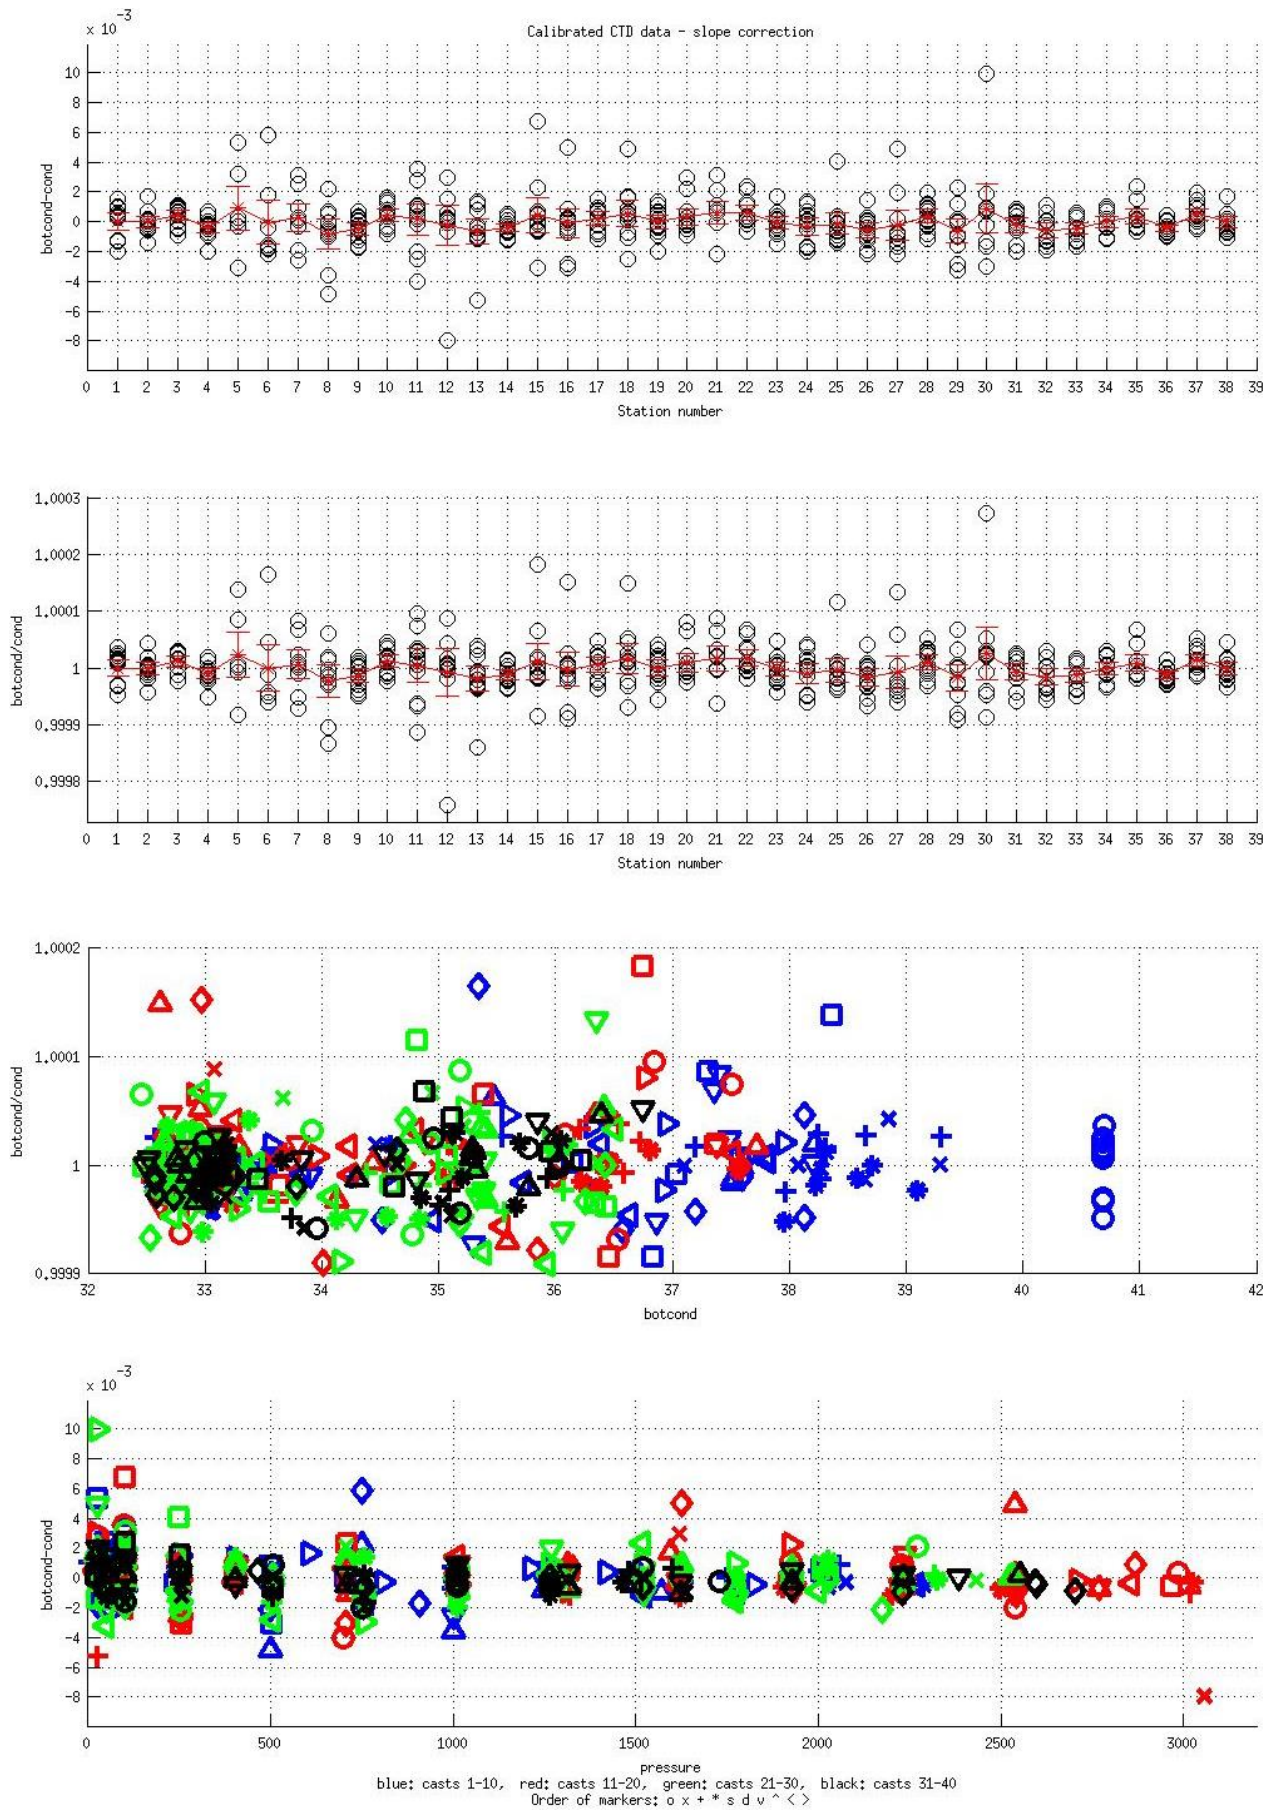 x 10 -3
Calibrated CTD data - slope correction
10
8
6
4
2
0
-2
-4
-6
-8
botcond-cond
0 1 2 3 4 5 6 7 8 9 10 11 12 13 14 15 16 17 18 19 20 21 22 23 24 25 26 27 28 29 30 31 32 33 34 35 36 37 38 39
Station number
1.0003
1.0002
1.0001
1
0.9999
0.9998
botcond/cond
0 1 2 3 4 5 6 7 8 9 10 11 12 13 14 15 16 17 18 19 20 21 22 23 24 25 26 27 28 29 30 31 32 33 34 35 36 37 38 39
Station number
1.0002
1.0001
1
0.9999
botcond/cond
32 33 34 35 36 37 38 39 40 41 42
botcond
x 10 -3
10
8
6
4
2
0
-2
-4
-6
-8
botcond-cond
0 500 1000 1500 2000 2500 3000
pressure
blue: casts 1-10, red: casts 11-20, green: casts 21-30, black: casts 31-40
Order of markers: o x + * s d v ^ < >